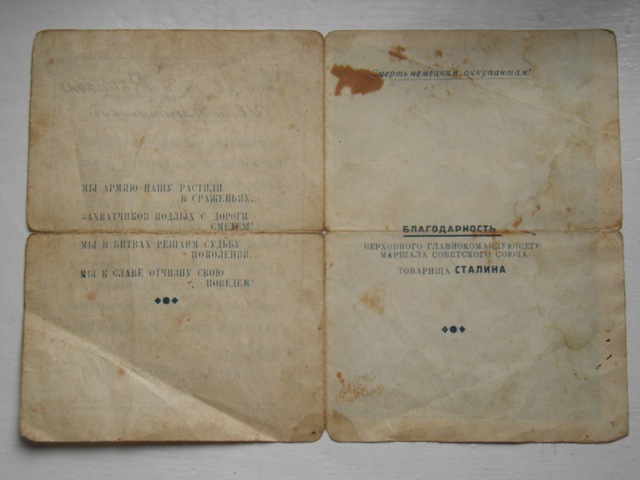 МЫ АРМИЮ НАШУ РАСТИЛИ
В СРАЖЕНЬЯХ,
ЗАХВАТЧИКОВ ПОДЛЫХ С ДОРОГИ
СМЕТЕМ!
МЫ В БИТВАХ РЕШАЕМ СУДЬБУ
ПОКОЛЕНИЙ,
МЫ К СЛАВЕ ОТЧИЗНУ СВОЮ
ПОВЕДЕМ!
Смерть немецким оккупантам!
БЛАГОДАРНОСТЬ
ВЕРХОВНОГО ГЛАВНОКОМАНДУЮЩЕГО
МАРШАЛА СОВЕТСКОГО СОЮЗА
ТОВАРИЩА СТАЛИНА